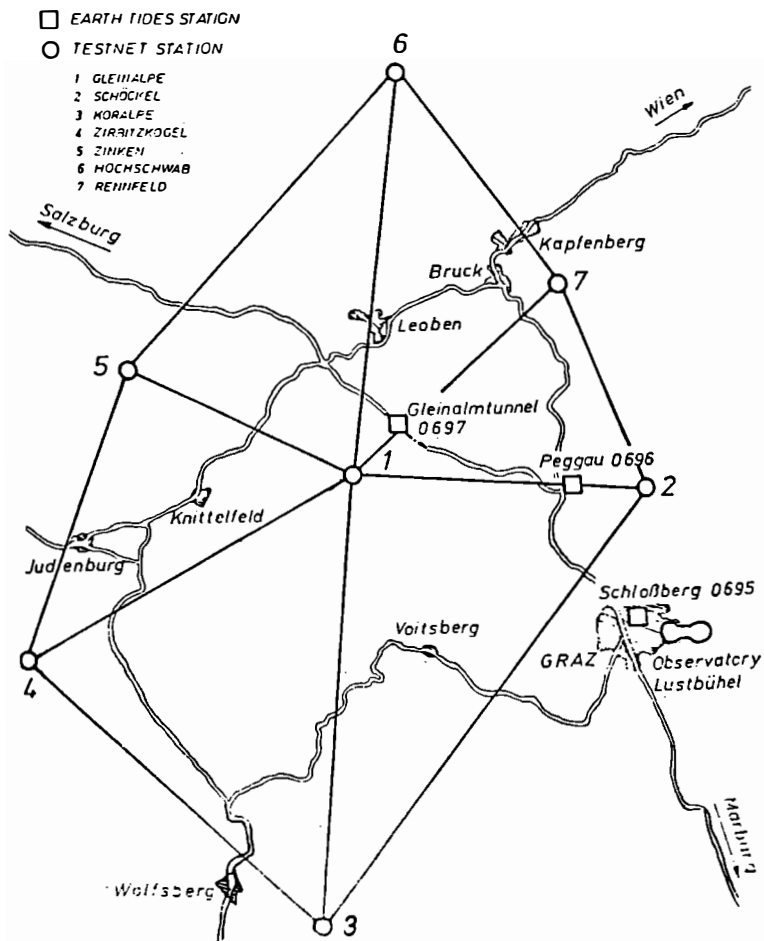 EARTH TIDES STATION
TESTNET STATION
1 GLEINALPE
2 SCHÖCKEL
3 KORALPE
4 ZIRBITZKOGEL
5 ZINKEN
6 HOCHSCHWAB
7 RENNFELD
6
Wien
Salzburg
Kapfenberg
Bruck
7
Leoben
5
Gleinalmtunnel
0697
1
Peggau 0696
2
Knittelfeld
Judenburg
Schloßberg 0695
Voitsberg
GRAZ
Observatory
Lustbühel
4
Marburg
Wolfsberg
3